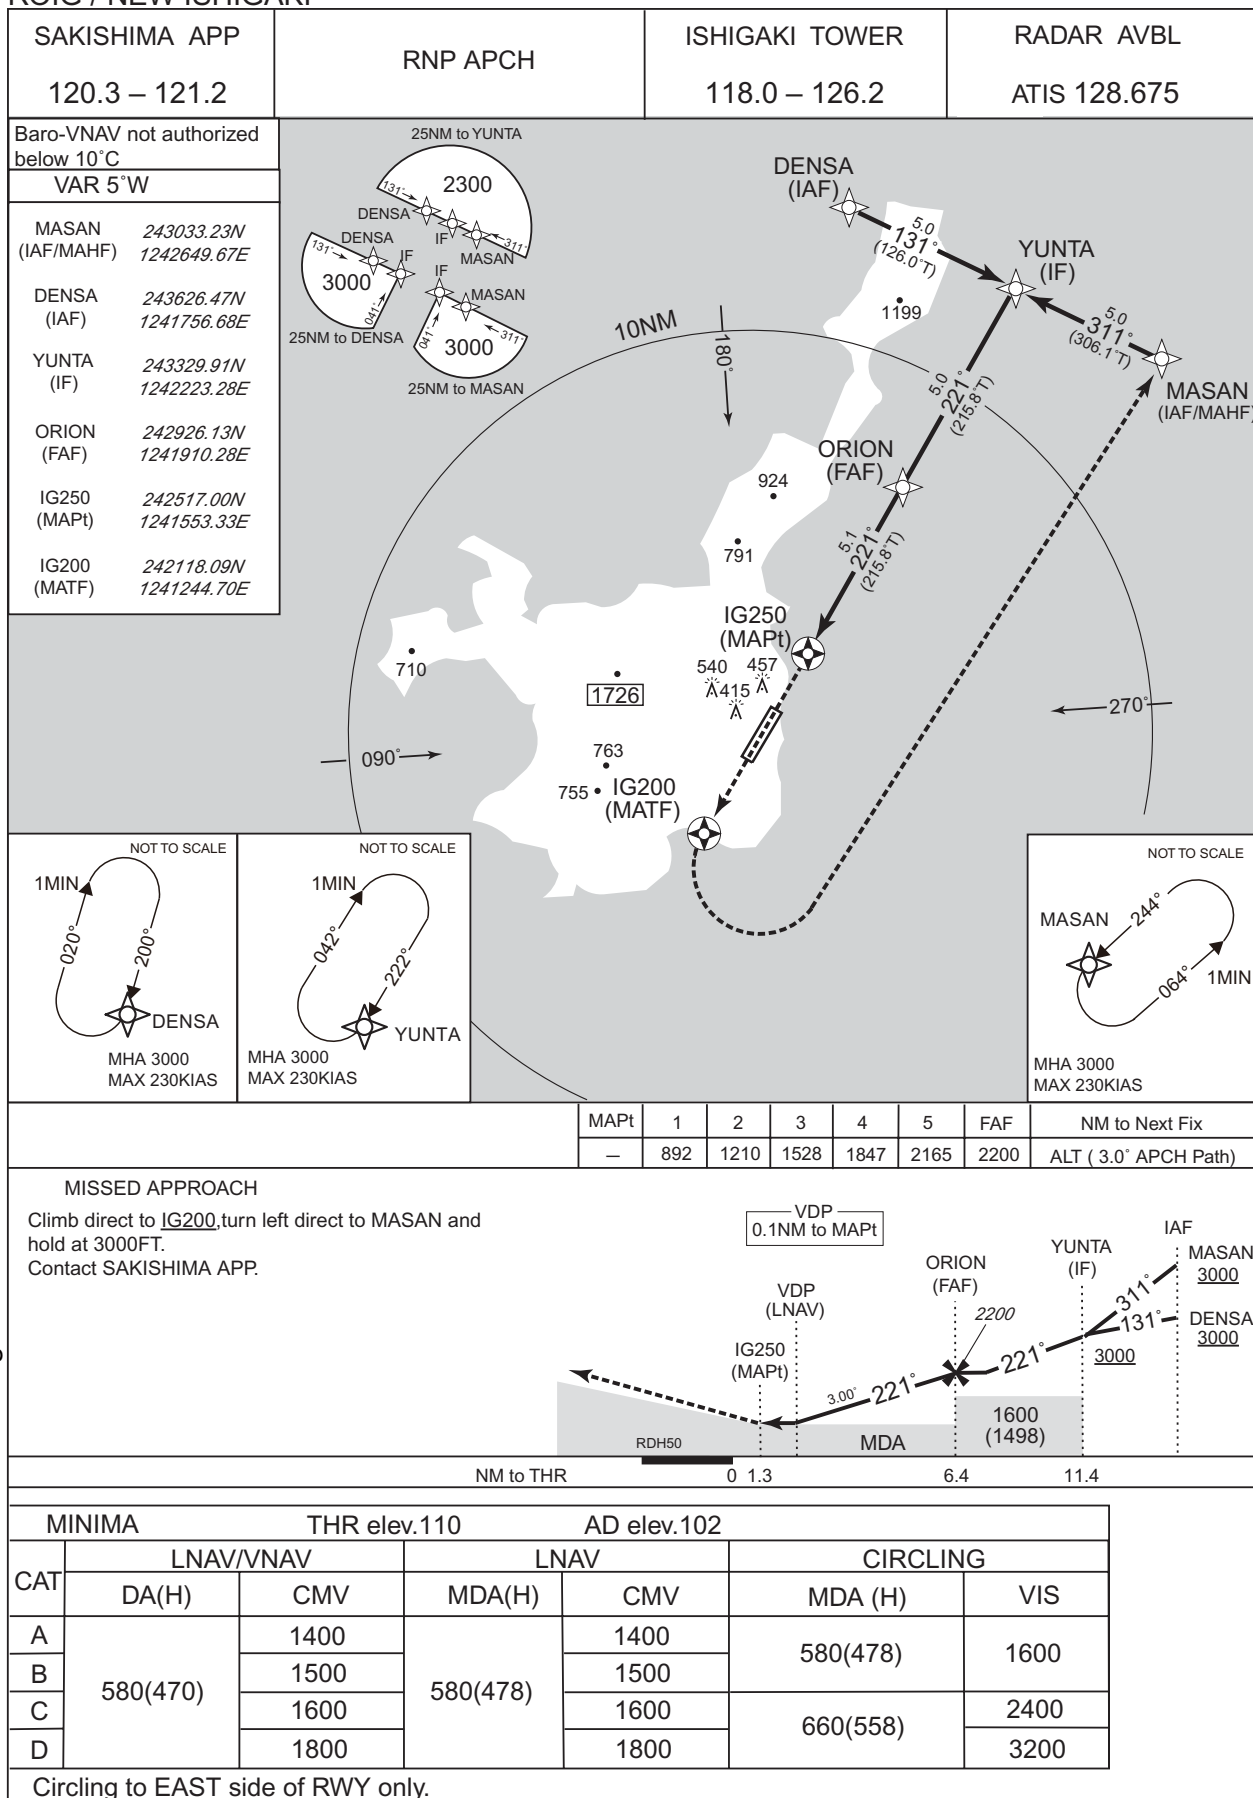 ROIG / NEW ISHIGAKI
SAKISHIMA APP
120.3 – 121.2
RNP APCH
ISHIGAKI TOWER
118.0 – 126.2
RADAR AVBL
ATIS 128.675
Baro-VNAV not authorized
below 10°C
VAR 5°W
MASAN 243033.23N
(IAF/MAHF) 1242649.67E
DENSA 243626.47N
(IAF) 1241756.68E
YUNTA 243329.91N
(IF) 1242223.28E
ORION 242926.13N
(FAF) 1241910.28E
IG250 242517.00N
(MAPt) 1241553.33E
IG200 242118.09N
(MATF) 1241244.70E
25NM to YUNTA
131°
2300
DENSA
IF
MASAN
311°
131°
DENSA
IF
3000
041°
25NM to DENSA
IF
MASAN
041°
311°
3000
25NM to MASAN
DENSA
(IAF)
5.0
131°
(126.0°T)
YUNTA
(IF)
5.0
311°
(306.1°T)
MASAN
(IAF/MAHF)
1199
10NM
180°
5.0
221°
(215.8°T)
ORION
(FAF)
924
791
5.1
221°
(215.8°T)
IG250
(MAPt)
710
1726
540
457
415
270°
090°
763
755
IG200
(MATF)
NOT TO SCALE
1MIN
020°
200°
DENSA
MHA 3000
MAX 230KIAS
NOT TO SCALE
1MIN
042°
222°
YUNTA
MHA 3000
MAX 230KIAS
NOT TO SCALE
MASAN
244°
064°
1MIN
MHA 3000
MAX 230KIAS
MAPt 1 2 3 4 5 FAF NM to Next Fix
– 892 1210 1528 1847 2165 2200 ALT ( 3.0° APCH Path)
MISSED APPROACH
Climb direct to IG200,turn left direct to MASAN and
hold at 3000FT.
Contact SAKISHIMA APP.
VDP
0.1NM to MAPt
IAF
MASAN
3000
DENSA
3000
YUNTA
(IF)
ORION
(FAF)
2200
VDP
(LNAV)
IG250
(MAPt)
311°
131°
3000
221°
3.00°
221°
1600
(1498)
MDA
RDH50
NM to THR 0 1.3 6.4 11.4
MINIMA THR elev.110 AD elev.102
CAT LNAV/VNAV LNAV CIRCLING
DA(H) CMV MDA(H) CMV MDA (H) VIS
A 580(470) 1400 580(478) 1400 580(478) 1600
B 1500 1500
C 1600 1600 660(558) 2400
D 1800 1800 3200
Circling to EAST side of RWY only.